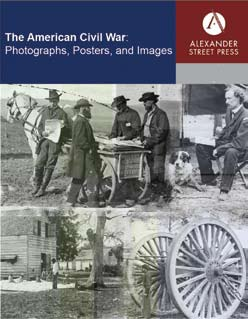 The American Civil War:
Photographs, Posters, and Images
ALEXANDER
STREET PRESS